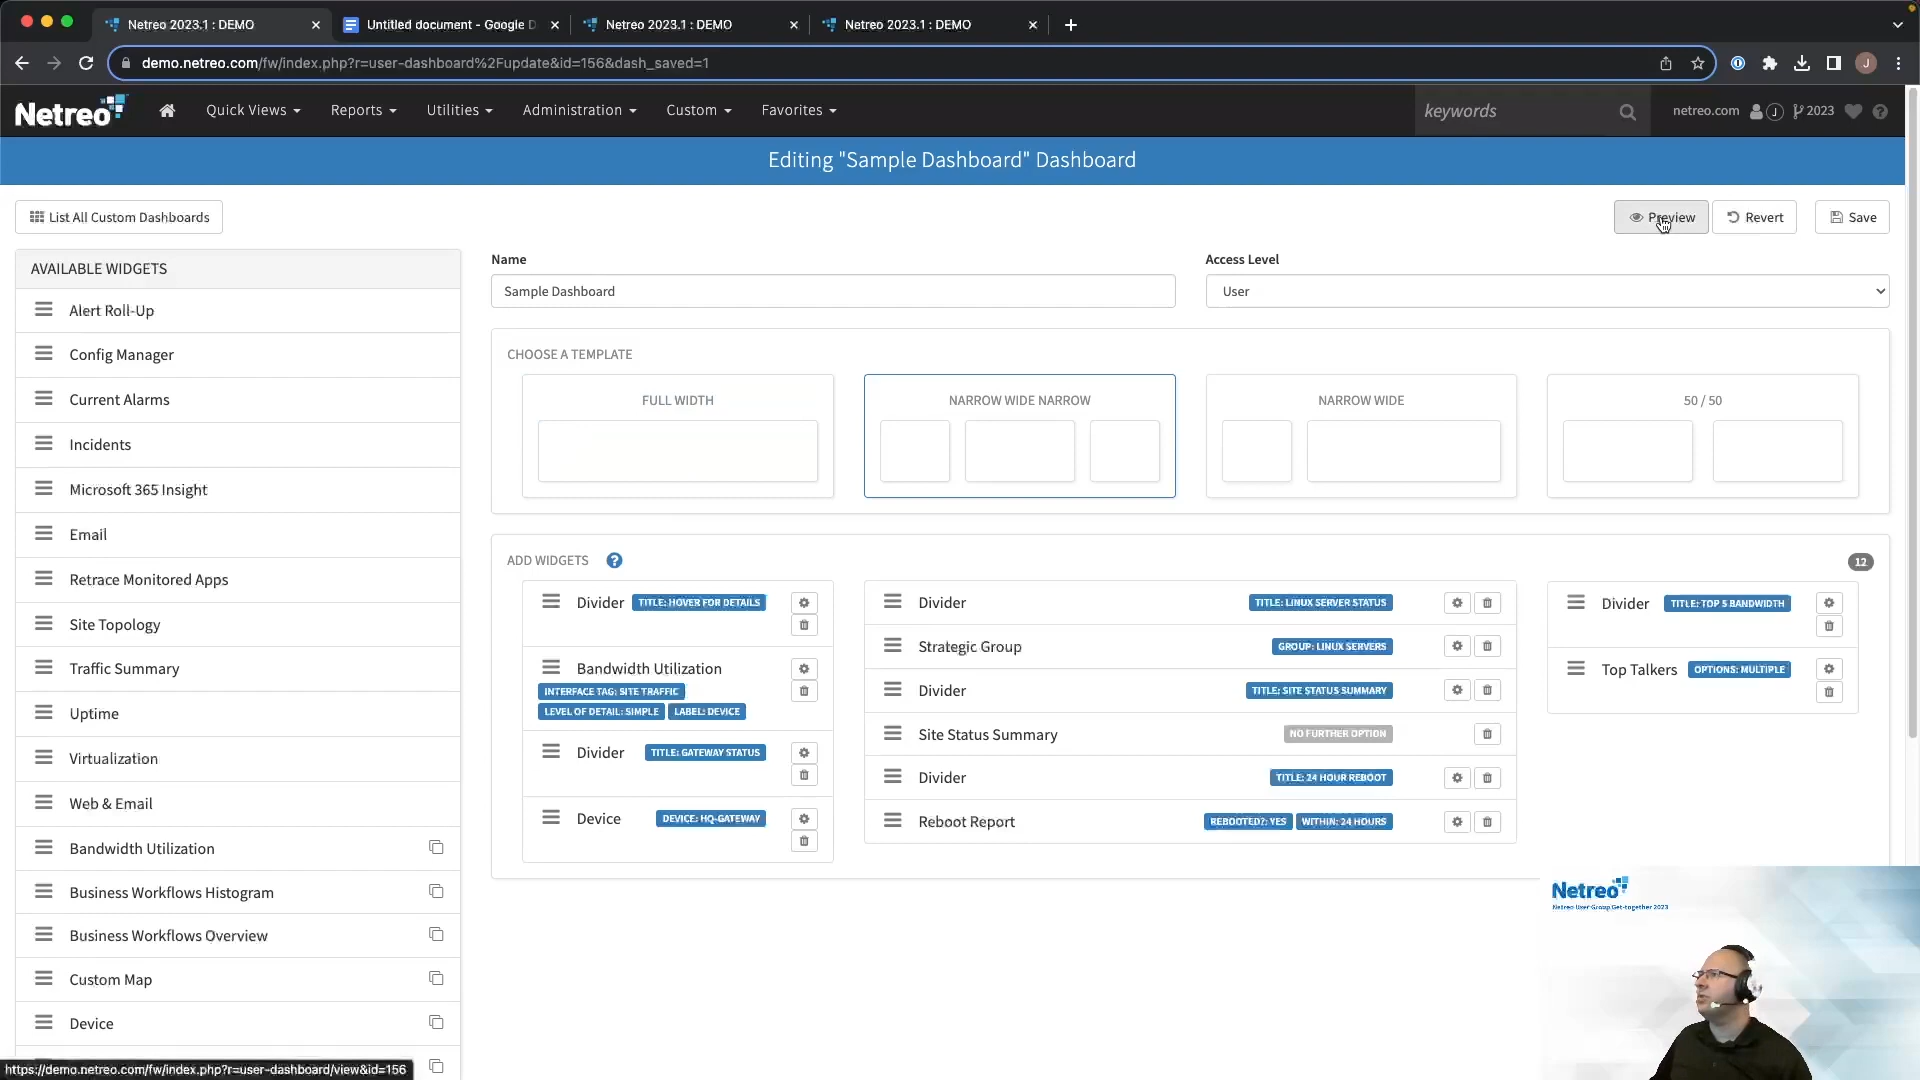 Netreo 2023.1 : DEMO
Untitled document - Google D
Netreo 2023.1 : DEMO
Netreo 2023.1 : DEMO
demo.netreo.com/fw/index.php?r=user-dashboard%2Fupdate&id=156&dash_saved=1
J
Netreo
Quick Views
Reports
Utilities
Administration
Custom
Favorites
keywords
netreo.com
J
2023
Editing "Sample Dashboard" Dashboard
List All Custom Dashboards
Preview
Revert
Save
AVAILABLE WIDGETS
Alert Roll-Up
Config Manager
Current Alarms
Incidents
Microsoft 365 Insight
Email
Retrace Monitored Apps
Site Topology
Traffic Summary
Uptime
Virtualization
Web & Email
Bandwidth Utilization
Business Workflows Histogram
Business Workflows Overview
Custom Map
Device
Name
Sample Dashboard
Access Level
User
CHOOSE A TEMPLATE
FULL WIDTH
NARROW WIDE NARROW
NARROW WIDE
50 / 50
ADD WIDGETS ?
12
Divider TITLE: HOVER FOR DETAILS
Bandwidth Utilization
INTERFACE TAG: SITE TRAFFIC
LEVEL OF DETAIL: SIMPLE LABEL: DEVICE
Divider TITLE: GATEWAY STATUS
Device DEVICE: HQ-GATEWAY
Divider TITLE: LINUX SERVER STATUS
Strategic Group GROUP: LINUX SERVERS
Divider TITLE: SITE STATUS SUMMARY
Site Status Summary NO FURTHER OPTION
Divider TITLE: 24 HOUR REBOOT
Reboot Report REBOOTED?: YES WITHIN: 24 HOURS
Divider TITLE: TOP 5 BANDWIDTH
Top Talkers OPTIONS: MULTIPLE
Netreo
Netreo User Group Get-together 2023
https://demo.netreo.com/fw/index.php?r=user-dashboard/view&id=156